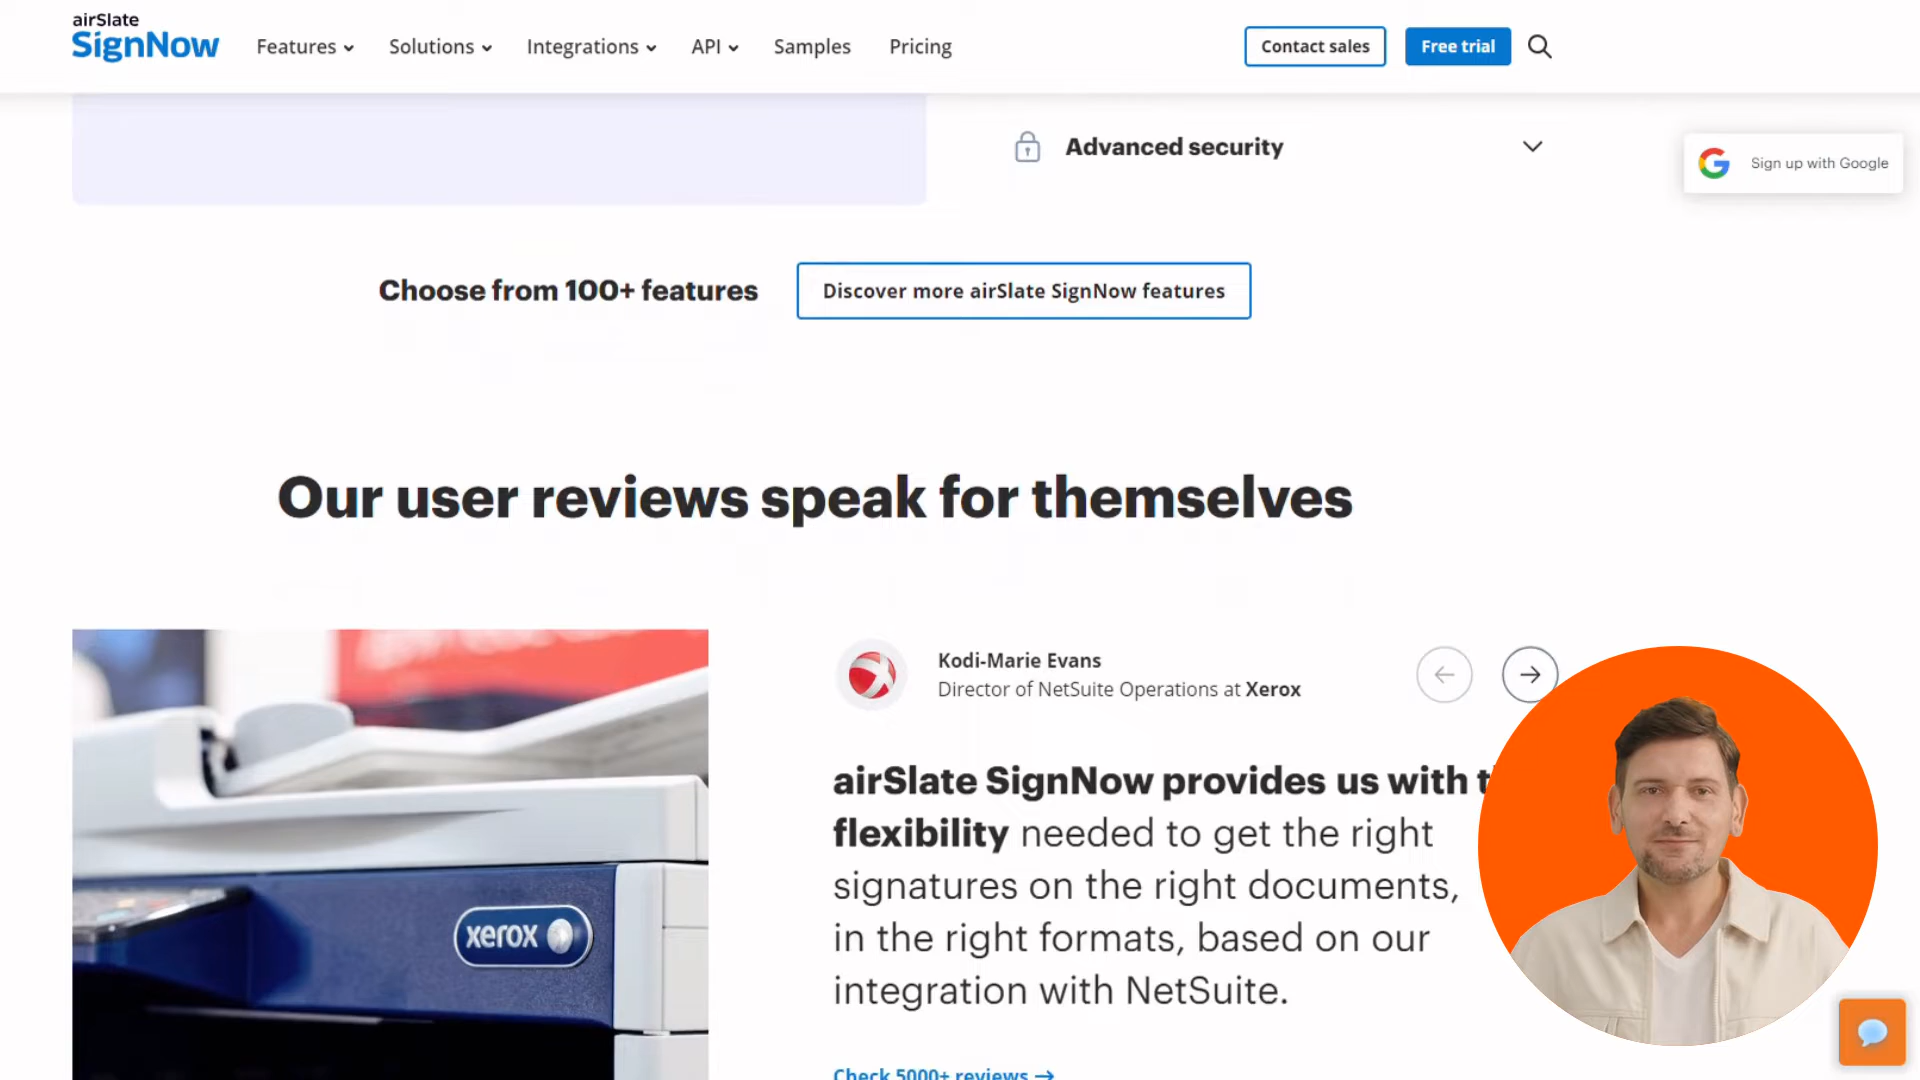 airSlate
SignNow
Features
Solutions
Integrations
API
Samples
Pricing
Contact sales
Free trial
Advanced security
Sign up with Google
Choose from 100+ features
Discover more airSlate SignNow features
Our user reviews speak for themselves
Kodi-Marie Evans
Director of NetSuite Operations at Xerox
airSlate SignNow provides us with
flexibility needed to get the right
signatures on the right documents,
in the right formats, based on our
integration with NetSuite.
Check 5000+ reviews →
xerox